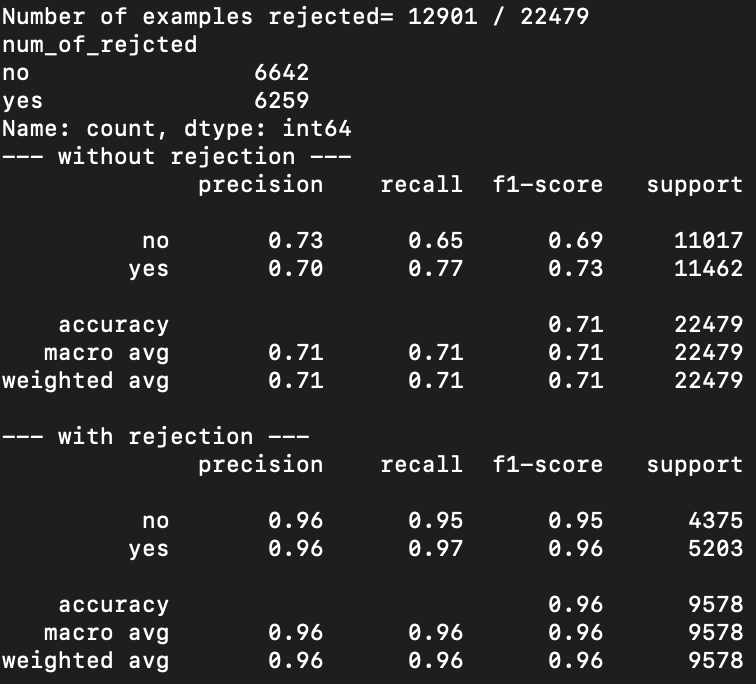 Number of examples rejected= 12901 / 22479
num_of_rejcted
no                6642
yes               6259
Name: count, dtype: int64
--- without rejection ---
              precision    recall  f1-score   support

          no       0.73      0.65      0.69     11017
         yes       0.70      0.77      0.73     11462

    accuracy                           0.71     22479
   macro avg       0.71      0.71      0.71     22479
weighted avg       0.71      0.71      0.71     22479

--- with rejection ---
              precision    recall  f1-score   support

          no       0.96      0.95      0.95      4375
         yes       0.96      0.97      0.96      5203

    accuracy                           0.96      9578
   macro avg       0.96      0.96      0.96      9578
weighted avg       0.96      0.96      0.96      9578